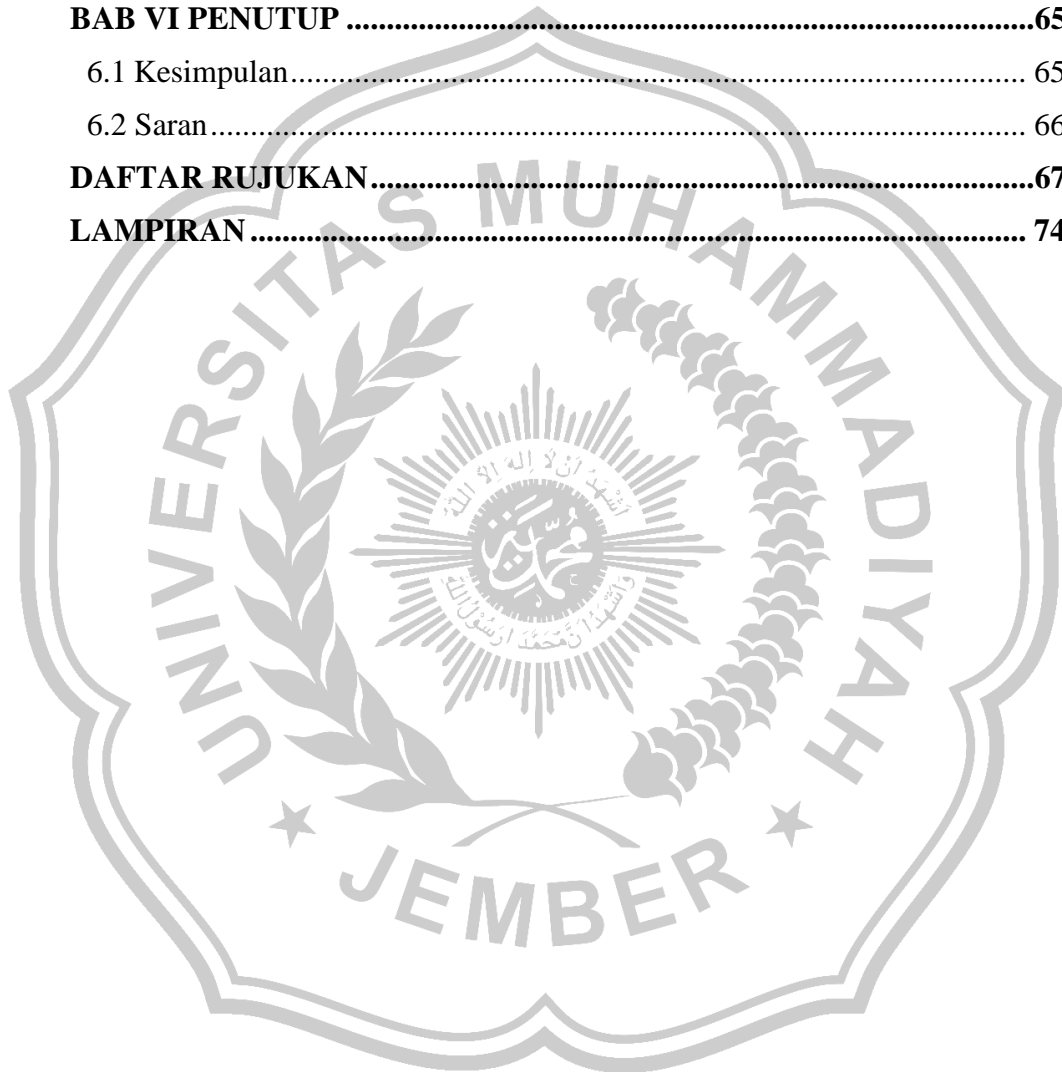 BAB VI PENUTUP ........................................................................................65
6.1 Kesimpulan............................................................................................ 65
6.2 Saran...................................................................................................... 66
DAFTAR RUJUKAN....................................................................................67
LAMPIRAN .................................................................................................. 74
UNIVERSITAS MUHAMMADIYAH
JEMBER